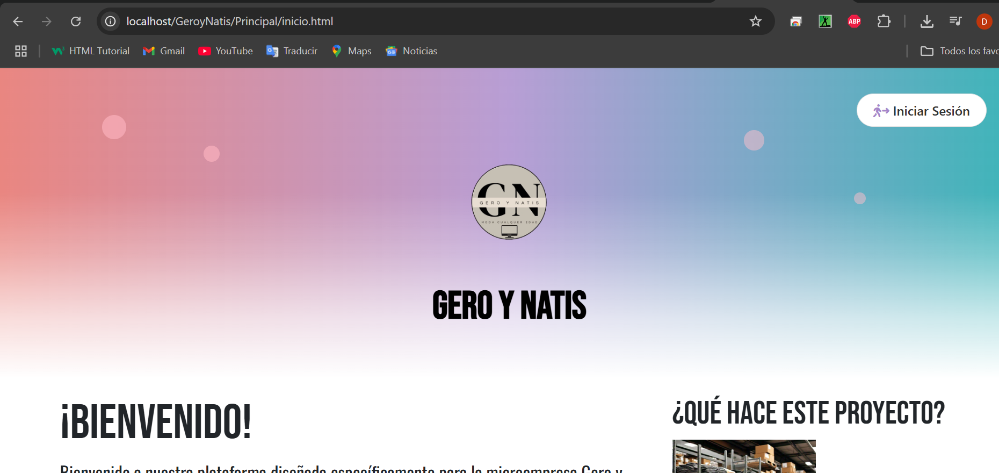 localhost/GeroyNatis/Principal/inicio.html
ABP
D
HTML Tutorial
Gmail
YouTube
Traducir
Maps
Noticias
Todos los favo
Iniciar Sesión
GN
GERO Y NATIS
MODA CUALQUER EDAD
GERO Y NATIS
¡BIENVENIDO!
¿QUÉ HACE ESTE PROYECTO?
Bienvenido a nuestra plataforma diseñada específicamente para la microempresa Gero y